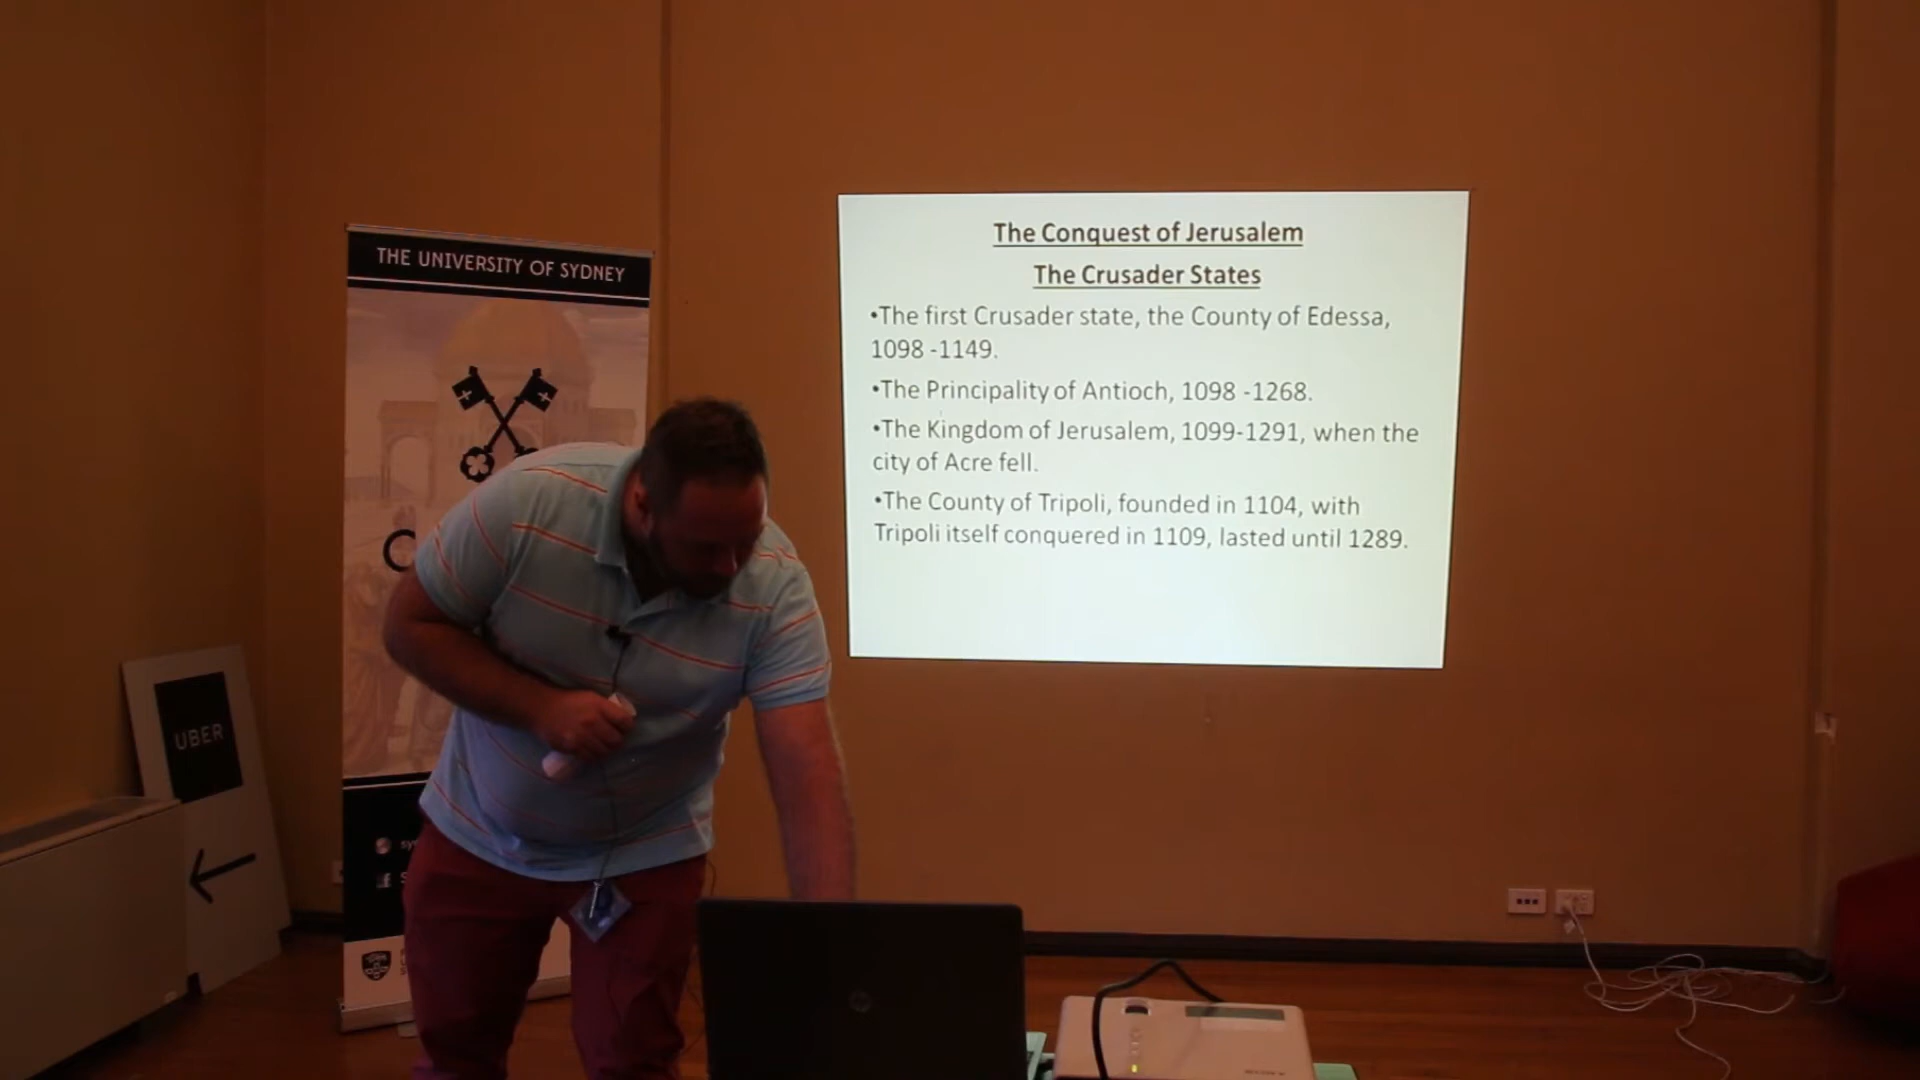 THE UNIVERSITY OF SYDNEY
The Conquest of Jerusalem
The Crusader States
•The first Crusader state, the County of Edessa,
1098 -1149.
•The Principality of Antioch, 1098 -1268.
•The Kingdom of Jerusalem, 1099-1291, when the
city of Acre fell.
•The County of Tripoli, founded in 1104, with
Tripoli itself conquered in 1109, lasted until 1289.
UBER